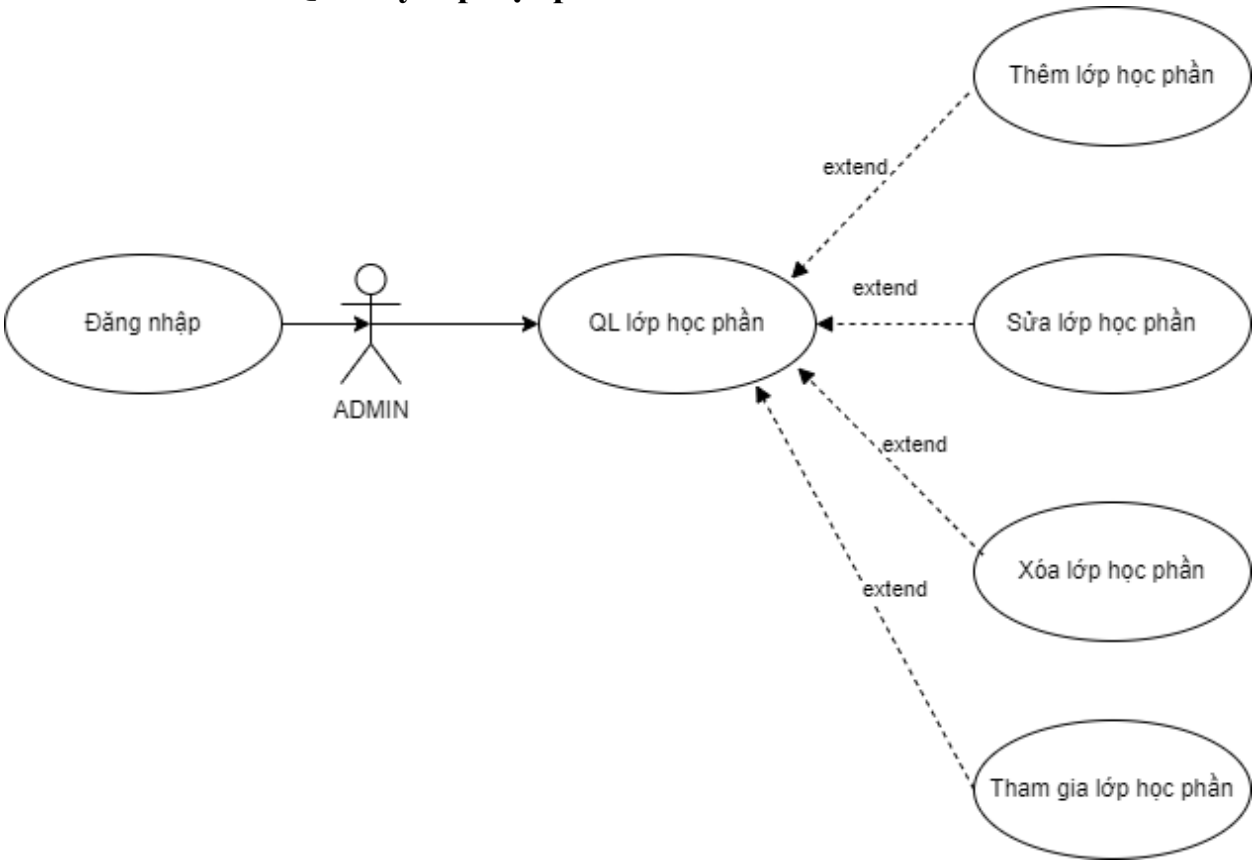 Thêm lớp học phần
extend
extend
Đăng nhập
QL lớp học phần
Sửa lớp học phần
ADMIN
extend
Xóa lớp học phần
extend
Tham gia lớp học phần